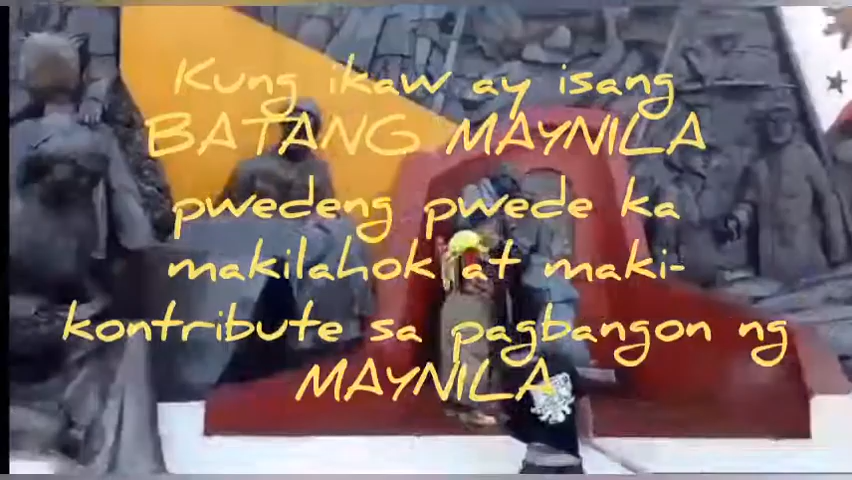 Kung ikaw ay isang
BATANG MAYNILA
pwedeng pwede ka
makilahok at maki-
kontribute sa pagbangon ng
MAYNILA